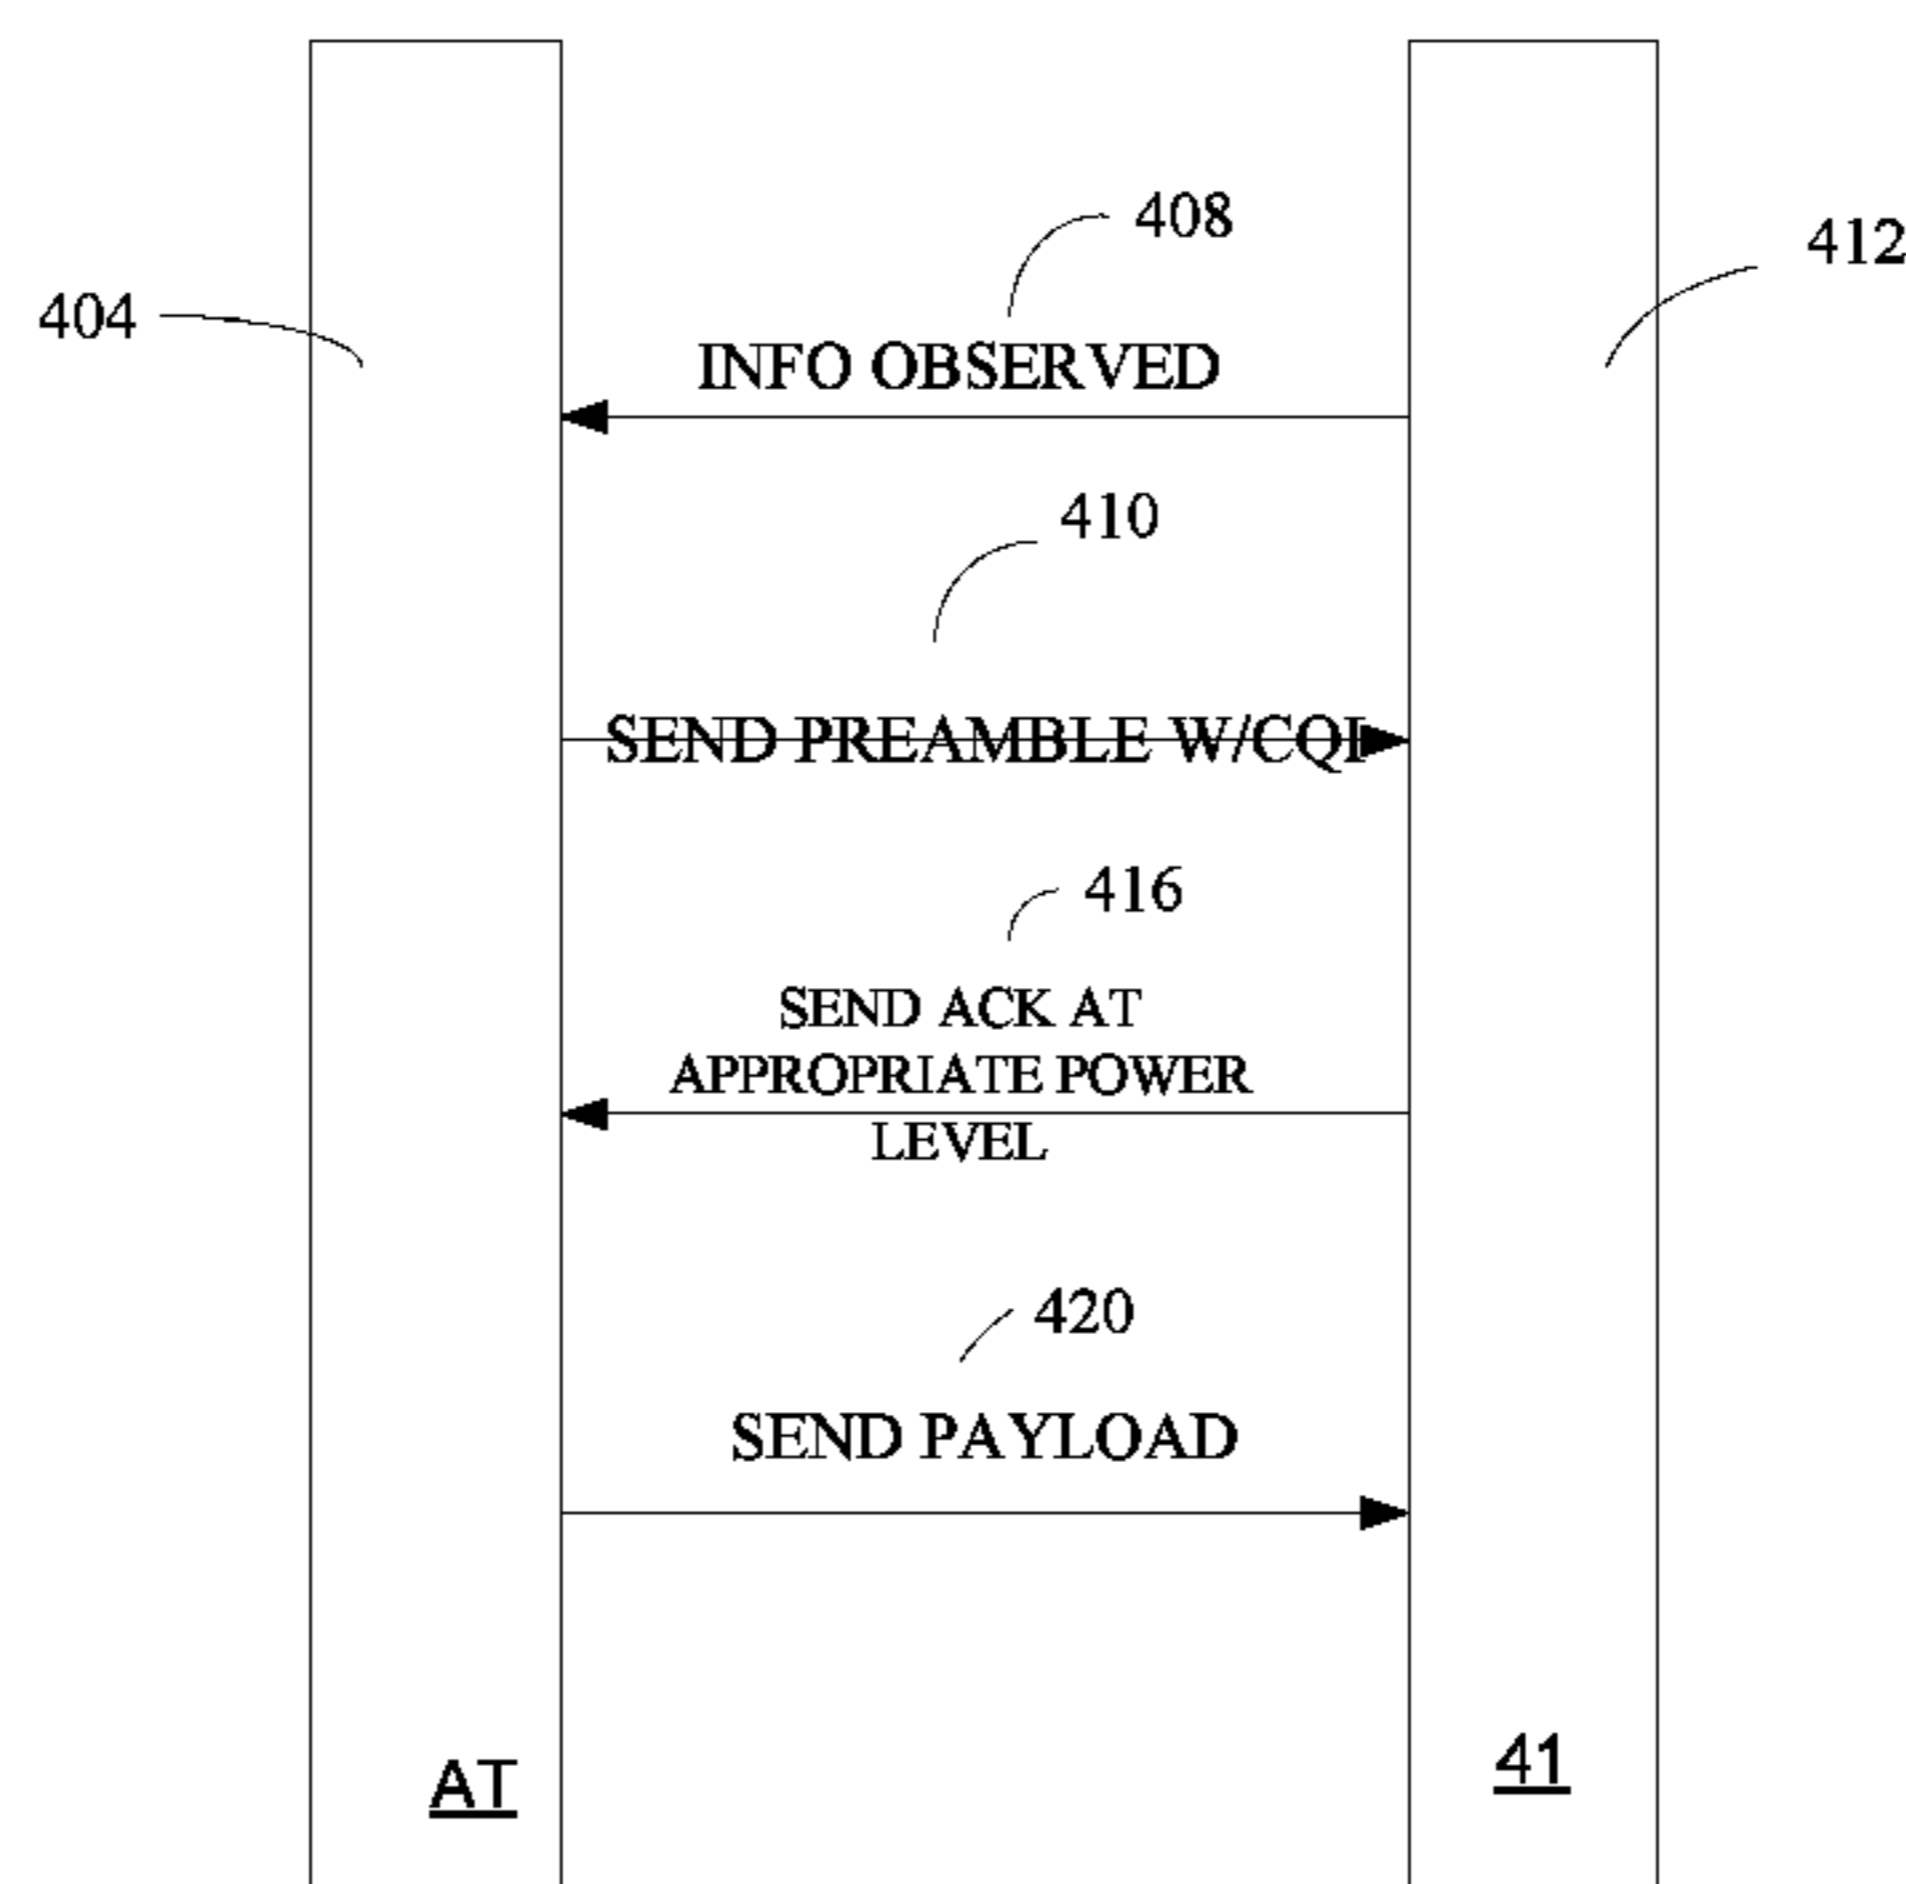 408
412
404
INFO OBSERVED
410
SEND PREAMBLE W/CQI
416
SEND ACK AT
APPROPRIATE POWER
LEVEL
420
SEND PAYLOAD
AT
41